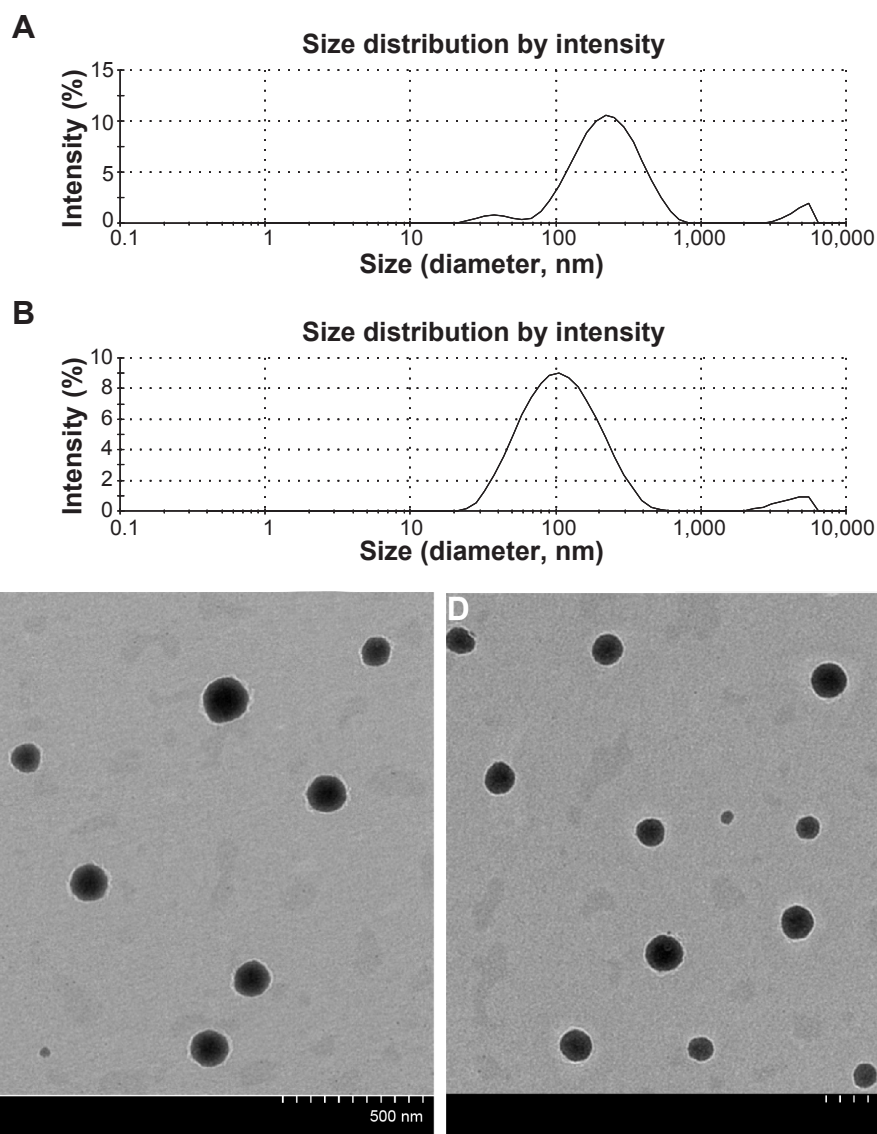 A
Size distribution by intensity
Intensity (%)
15
10
5
0
0.1 1 10 100 1,000 10,000
Size (diameter, nm)
B
Size distribution by intensity
Intensity (%)
10
8
6
4
2
0
0.1 1 10 100 1,000 10,000
Size (diameter, nm)
D
500 nm